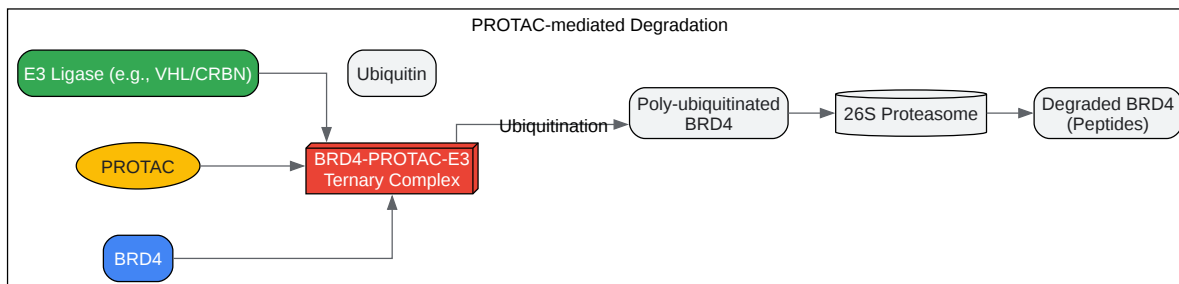 PROTAC-mediated Degradation
E3 Ligase (e.g., VHL/CRBN)
Ubiquitin
Poly-ubiquitinated
BRD4
26S Proteasome
Degraded BRD4
(Peptides)
Ubiquitination
PROTAC
BRD4-PROTAC-E3
Ternary Complex
BRD4